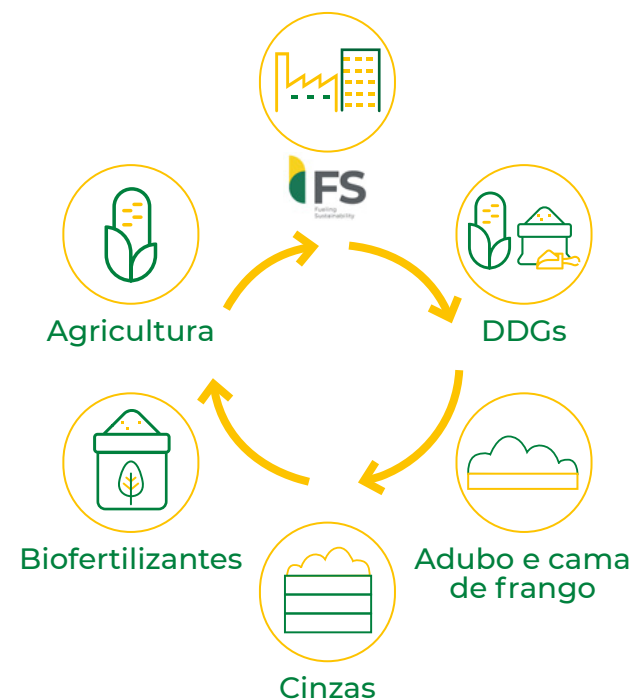 FS
Fueling
Sustainability
Agricultura
DDGs
Biofertilizantes
Adubo e cama
de frango
Cinzas